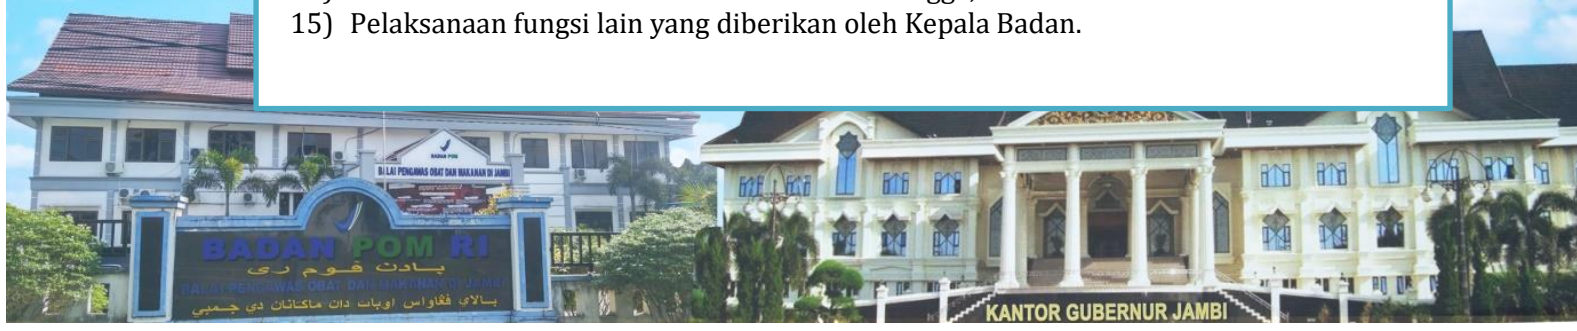 15) Pelaksanaan fungsi lain yang diberikan oleh Kepala Badan.
BADAN POM
BALAI PENGAWAS OBAT DAN MAKANAN DI JAMBI
BADAN POM RI
بادن ڤوم ري
BALAI PENGAWAS OBAT DAN MAKANAN DI JAMBI
بالاي ڤڠاواس اوبات دان ماكانان دي جمبي
KANTOR GUBERNUR JAMBI